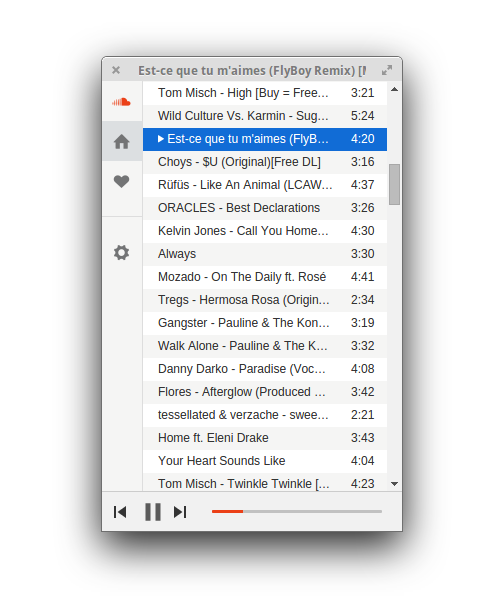 Est-ce que tu m'aimes (FlyBoy Remix) [
Tom Misch - High [Buy = Free... 3:21
Wild Culture Vs. Karmin - Sug... 5:24
Est-ce que tu m'aimes (FlyB... 4:20
Choys - $U (Original)[Free DL] 3:16
Rüfüs - Like An Animal (LCAW... 4:37
ORACLES - Best Declarations 3:26
Kelvin Jones - Call You Home... 4:30
Always 3:30
Mozado - On The Daily ft. Rosé 4:41
Tregs - Hermosa Rosa (Origin... 2:34
Gangster - Pauline & The Kon... 3:19
Walk Alone - Pauline & The K... 3:32
Danny Darko - Paradise (Voc... 4:08
Flores - Afterglow (Produced ... 3:42
tessellated & verzache - swee... 2:21
Home ft. Eleni Drake 3:43
Your Heart Sounds Like 4:04
Tom Misch - Twinkle Twinkle [... 4:23